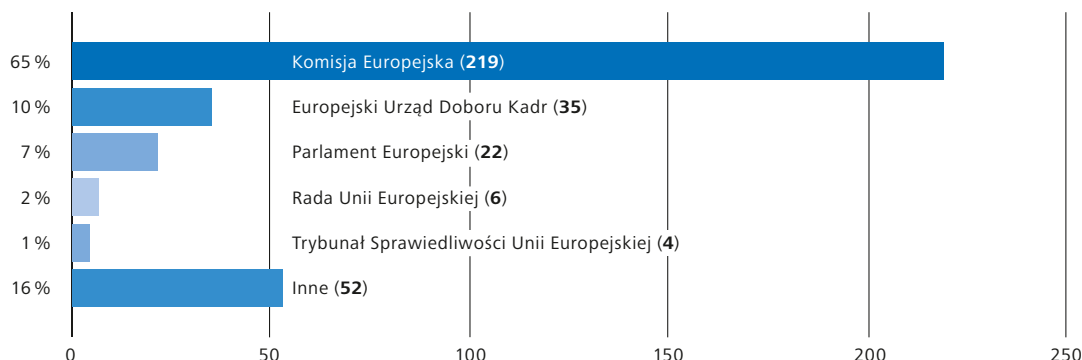 65 % Komisja Europejska (219)
10 % Europejski Urząd Doboru Kadr (35)
7 % Parlament Europejski (22)
2 % Rada Unii Europejskiej (6)
1 % Trybunał Sprawiedliwości Unii Europejskiej (4)
16 % Inne (52)
0 50 100 150 200 250